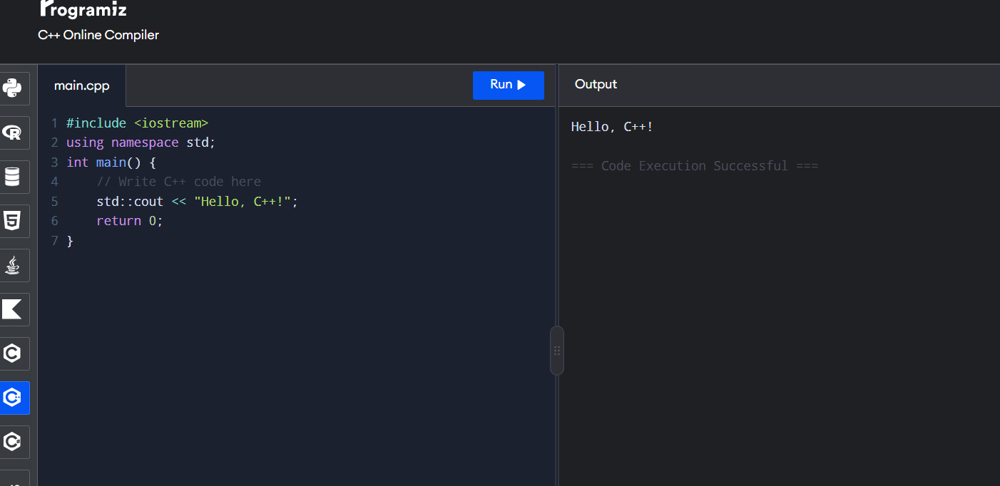 Programiz
C++ Online Compiler
main.cpp
Run
Output
1 #include <iostream>
2 using namespace std;
3 int main() {
4     // Write C++ code here
5     std::cout << "Hello, C++!";
6     return 0;
7 }
Hello, C++!
=== Code Execution Successful ===